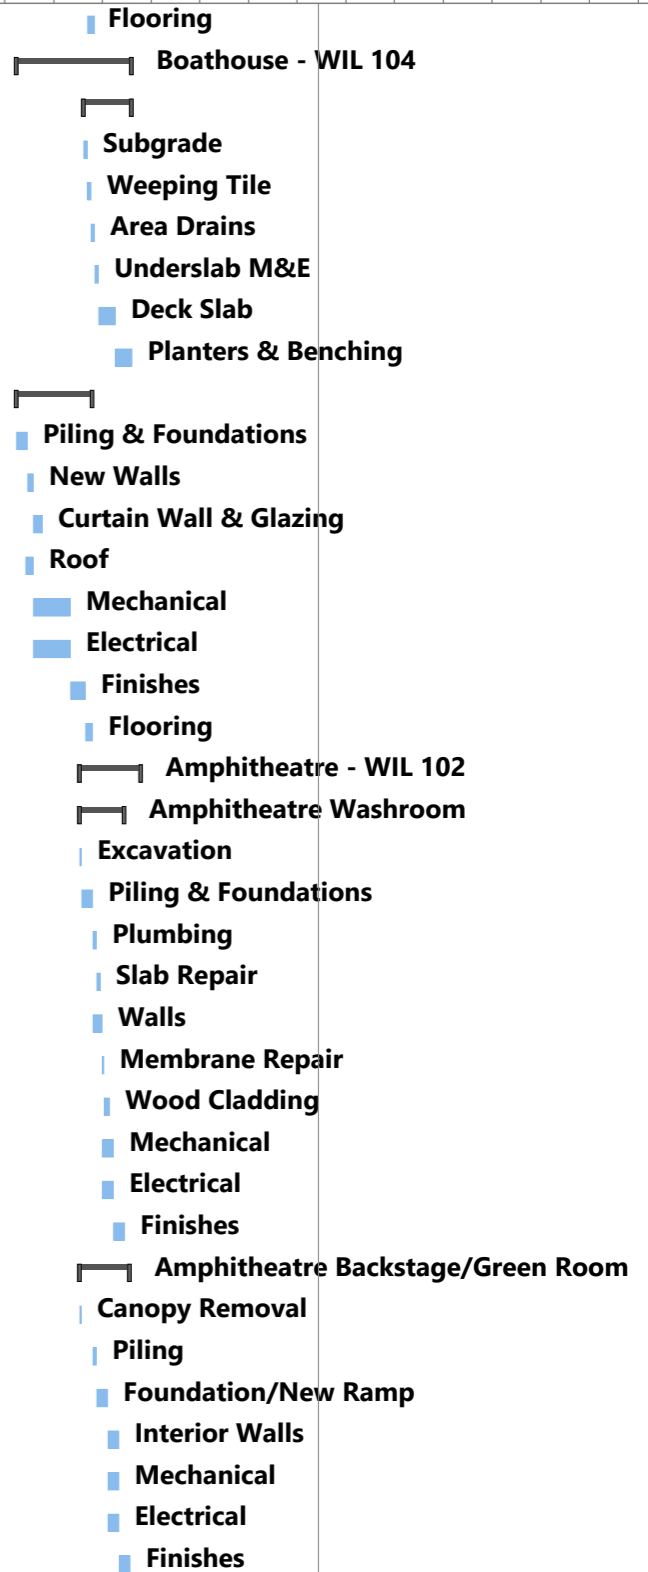 Flooring
Boathouse - WIL 104
Subgrade
Weeping Tile
Area Drains
Underslab M&E
Deck Slab
Planters & Benching
Piling & Foundations
New Walls
Curtain Wall & Glazing
Roof
Mechanical
Electrical
Finishes
Flooring
Amphitheatre - WIL 102
Amphitheatre Washroom
Excavation
Piling & Foundations
Plumbing
Slab Repair
Walls
Membrane Repair
Wood Cladding
Mechanical
Electrical
Finishes
Amphitheatre Backstage/Green Room
Canopy Removal
Piling
Foundation/New Ramp
Interior Walls
Mechanical
Electrical
Finishes